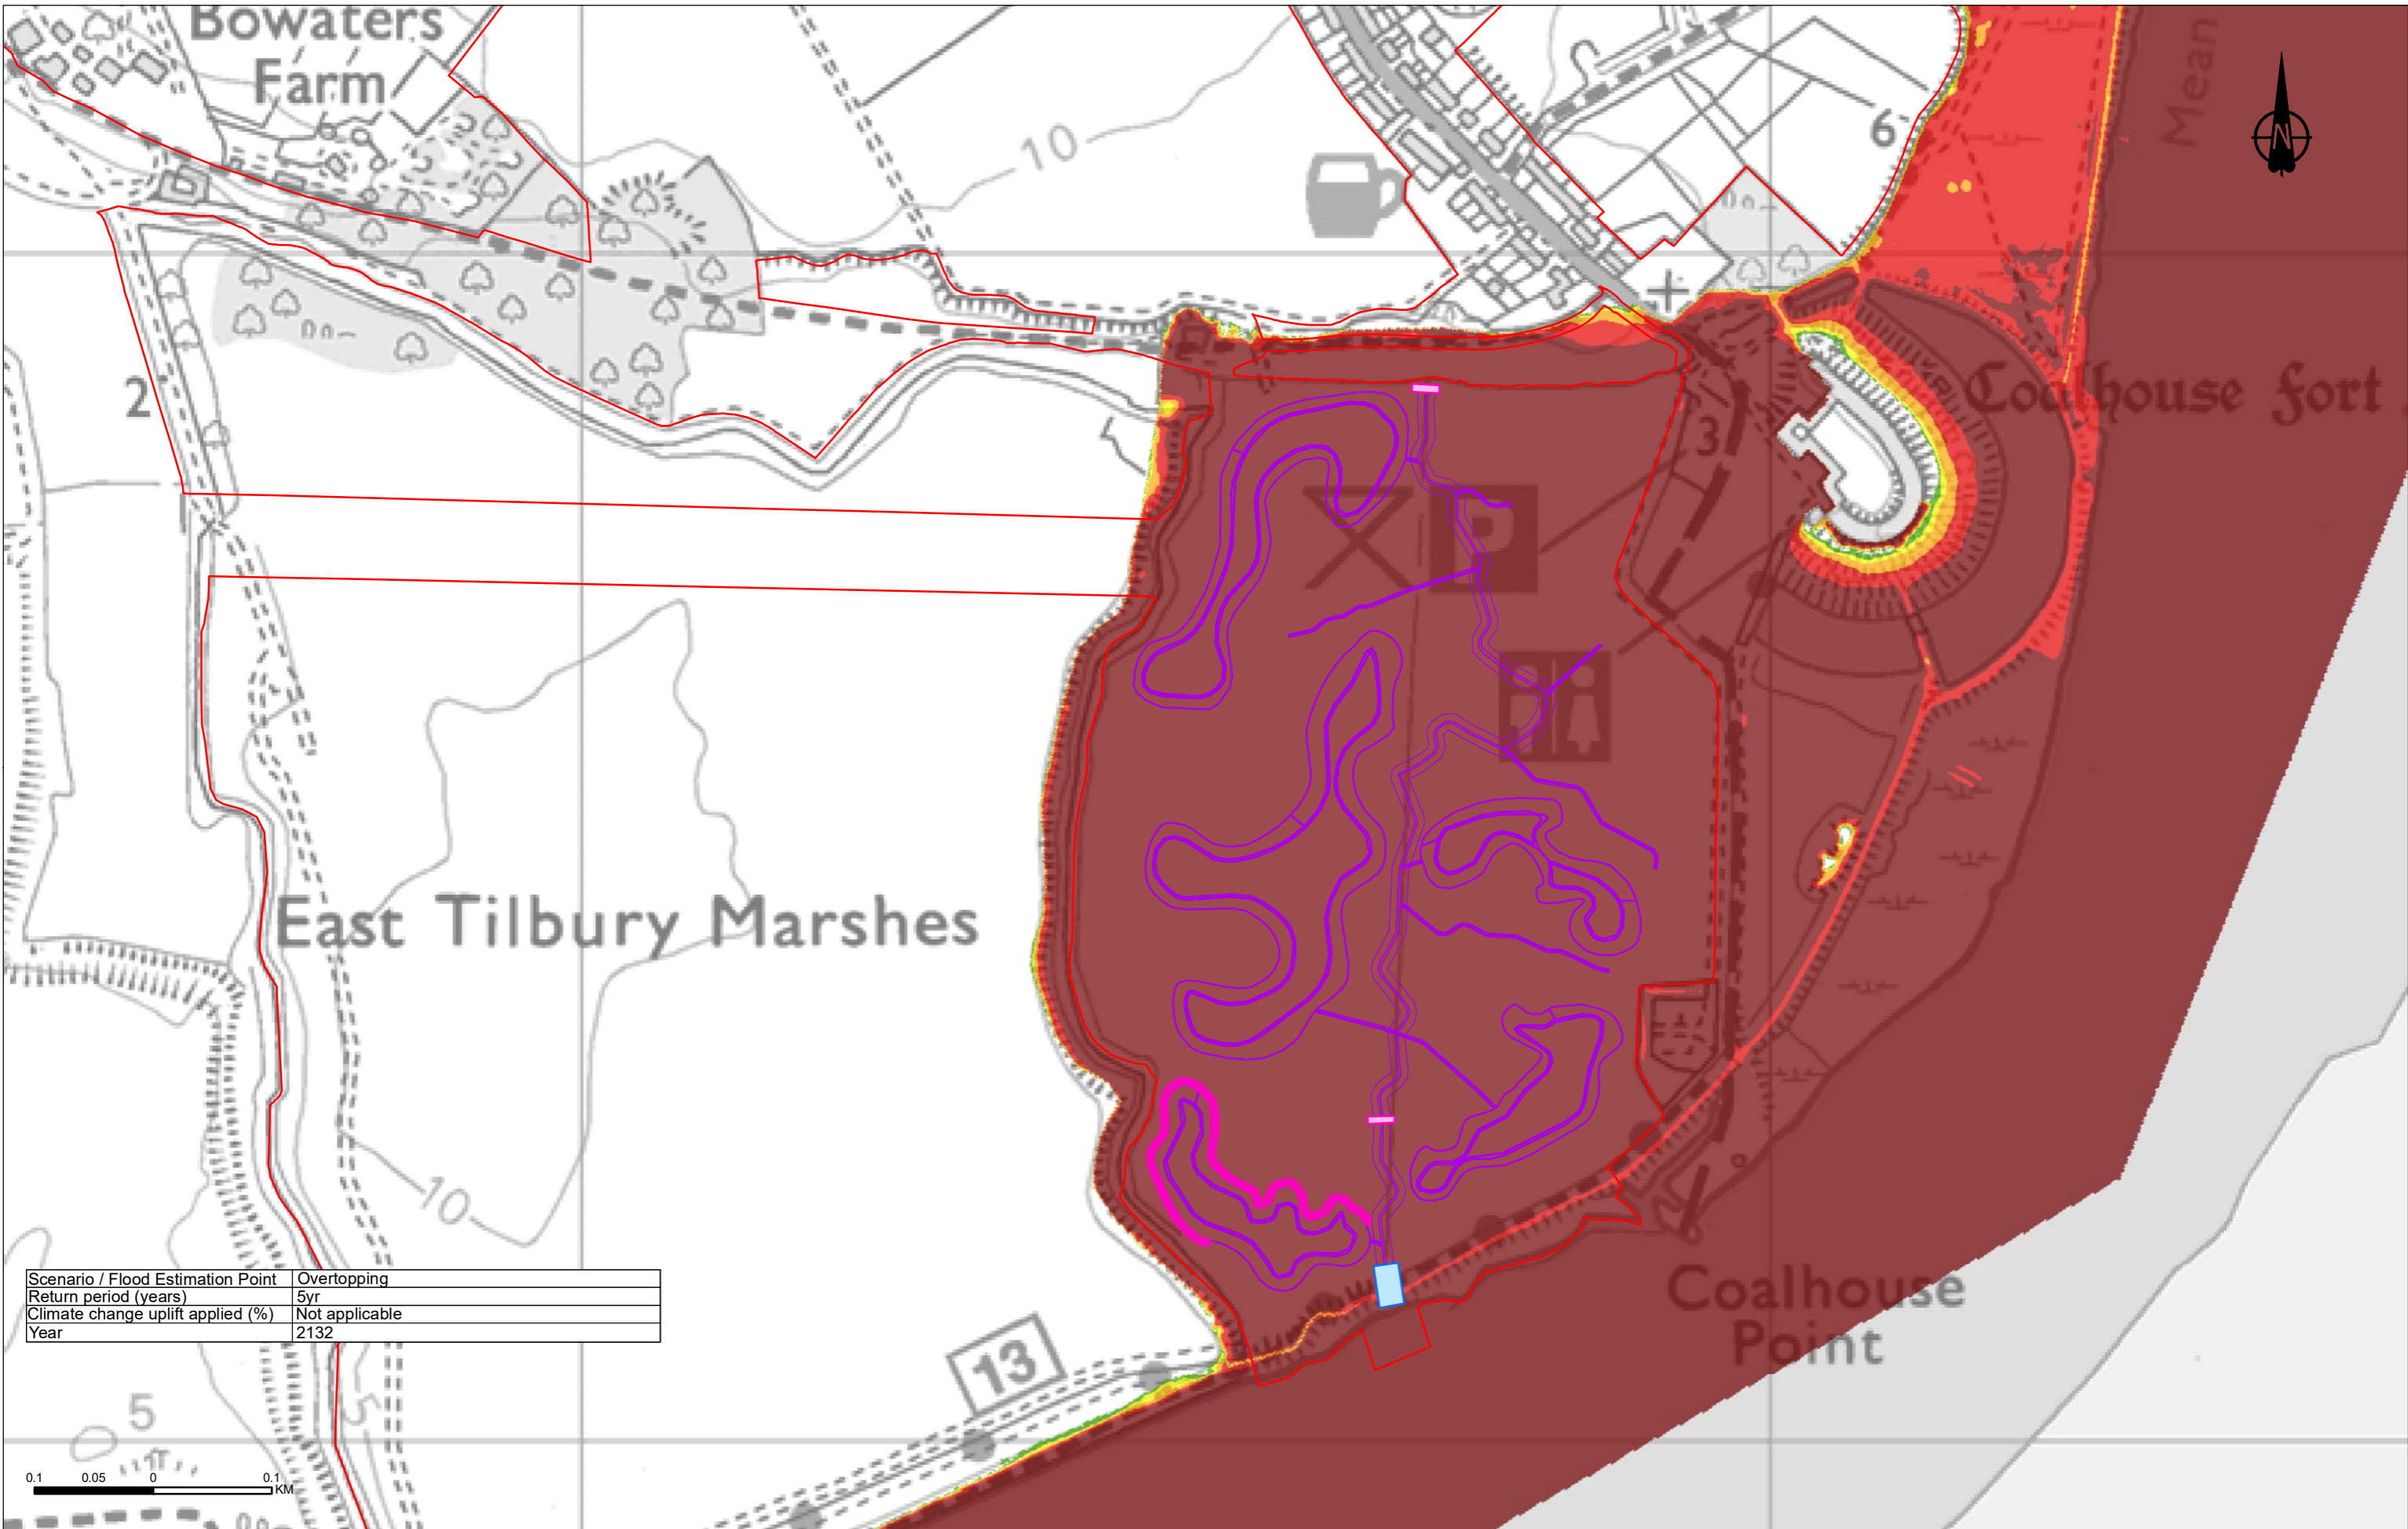 Bowaters
Farm
10
6
Mean
N
2
3
Coalhouse Fort
P
East Tilbury Marshes
10
Scenario / Flood Estimation Point Overtopping
Return period (years) 5yr
Climate change uplift applied (%) Not applicable
Year 2132
Coalhouse
Point
13
5
5
0.1 0.05 0 0.1
KM